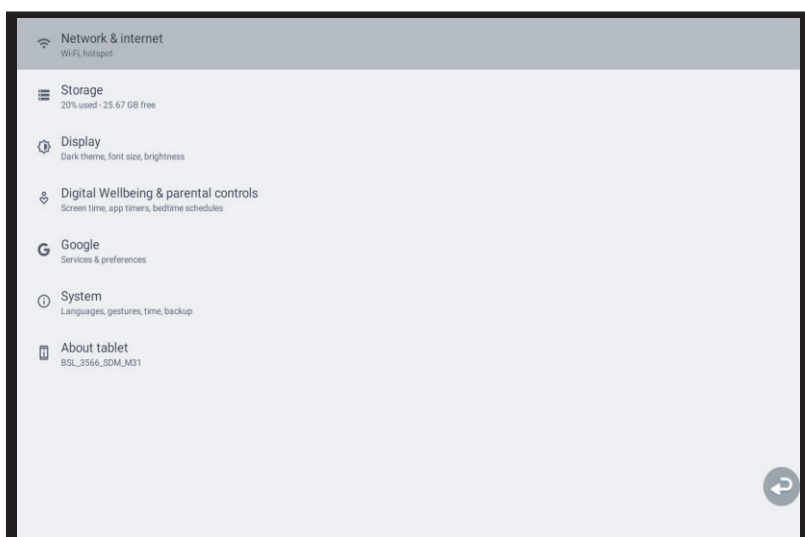 Network & internet
Wi-Fi, hotspot
Storage
20% used - 25.67 GB free
Display
Dark theme, font size, brightness
Digital Wellbeing & parental controls
Screen time, app timers, bedtime schedules
Google
Services & preferences
System
Languages, gestures, time, backup
About tablet
BSL_3566_SDM_M31